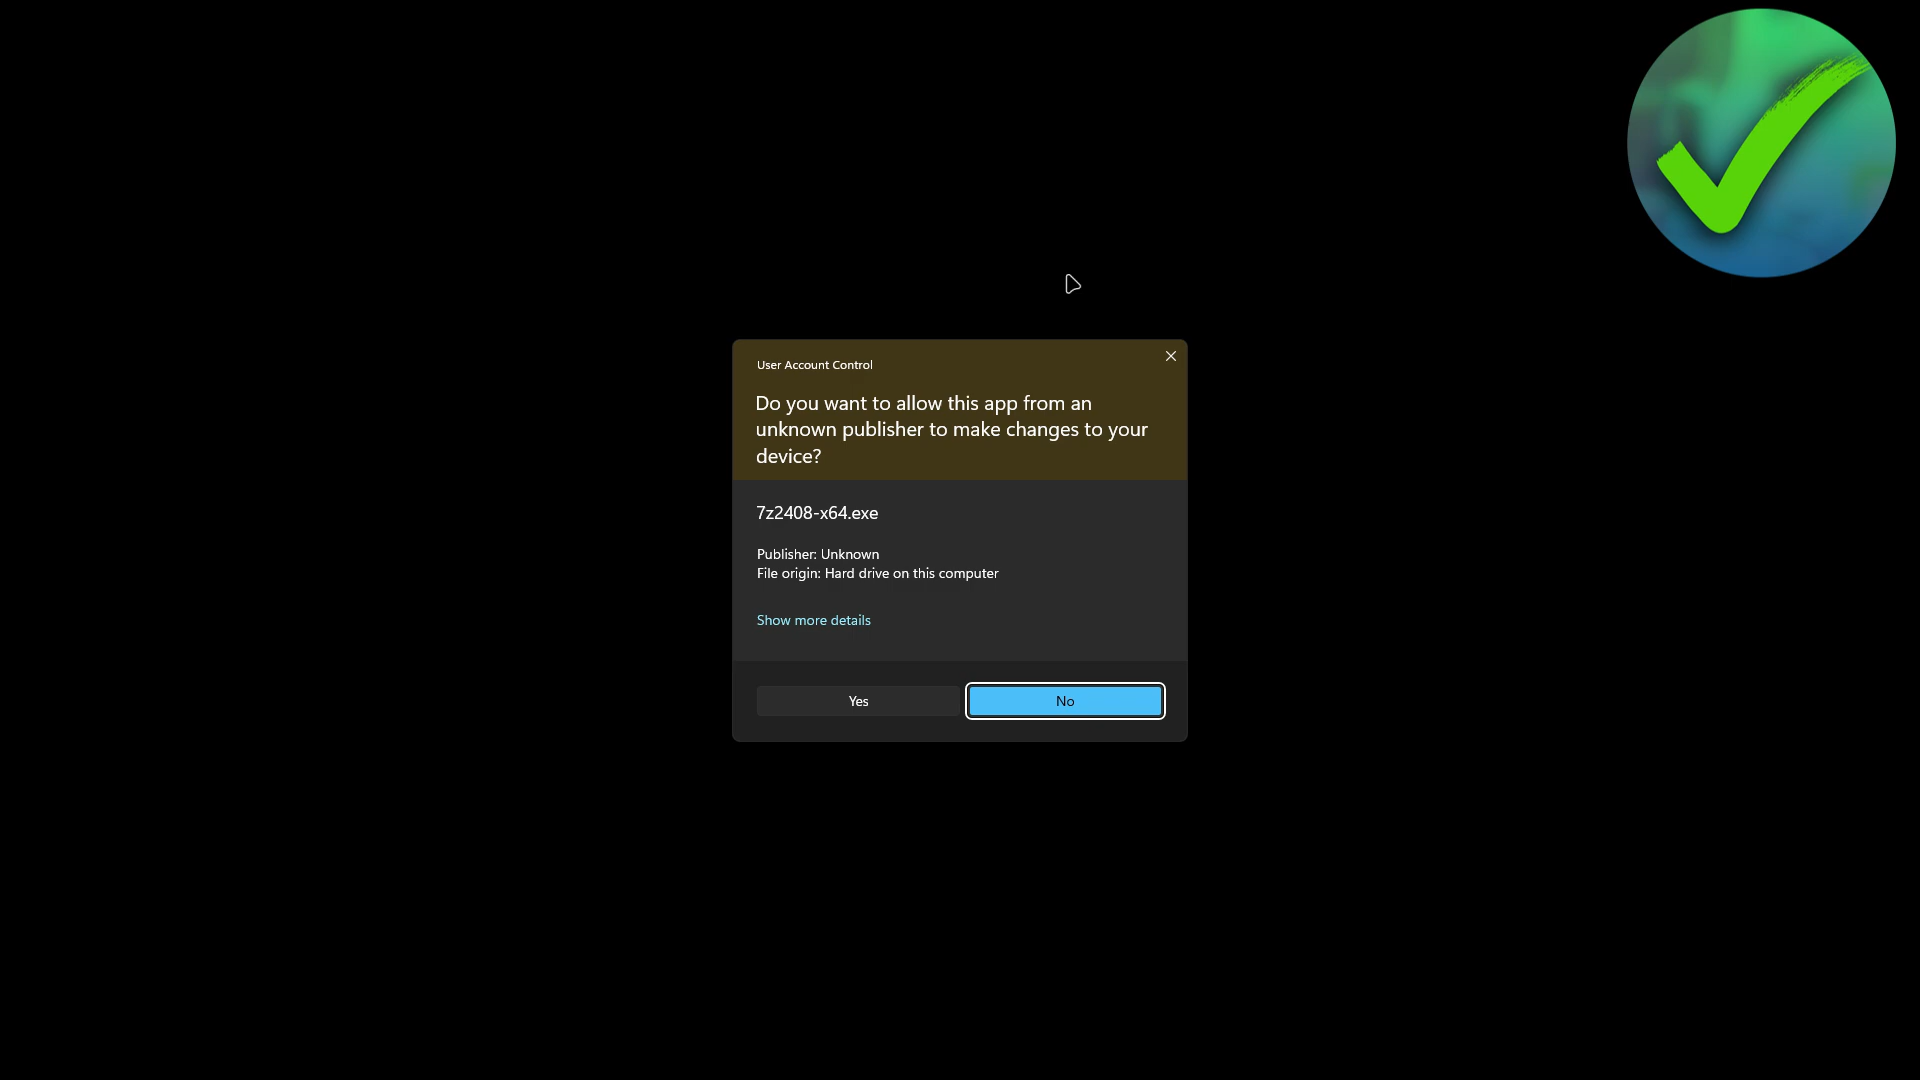 User Account Control
Do you want to allow this app from an
unknown publisher to make changes to your
device?
7z2408-x64.exe
Publisher: Unknown
File origin: Hard drive on this computer
Show more details
Yes
No